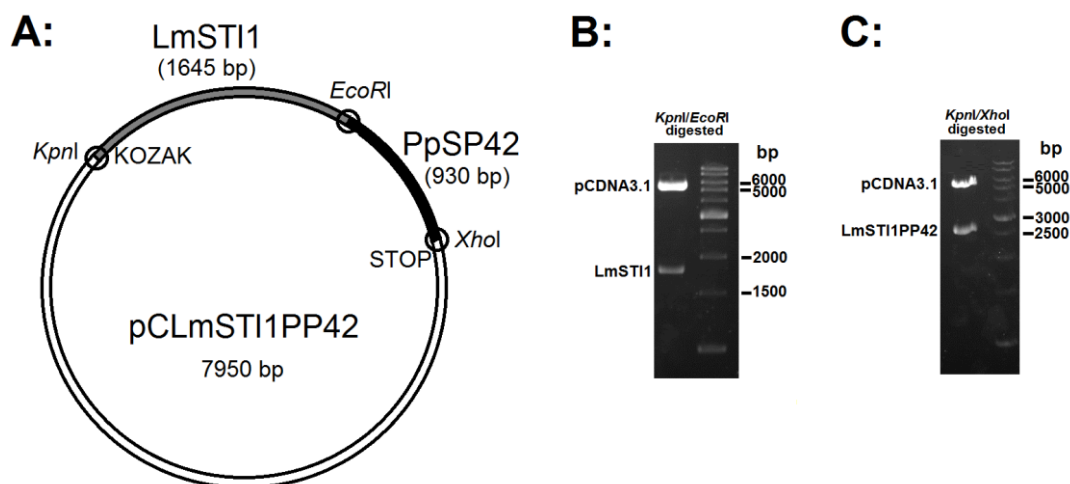 A:
LmSTI1
(1645 bp)
EcoRI
KpnI
KOZAK
PpSP42
(930 bp)
XhoI
STOP
pCLmSTI1PP42
7950 bp
B:
KpnI/EcoRI
digested
bp
pCDNA3.1
6000
5000
2000
LmSTI1
1500
C:
KpnI/XhoI
digested
bp
pCDNA3.1
6000
5000
3000
LmSTI1PP42
2500